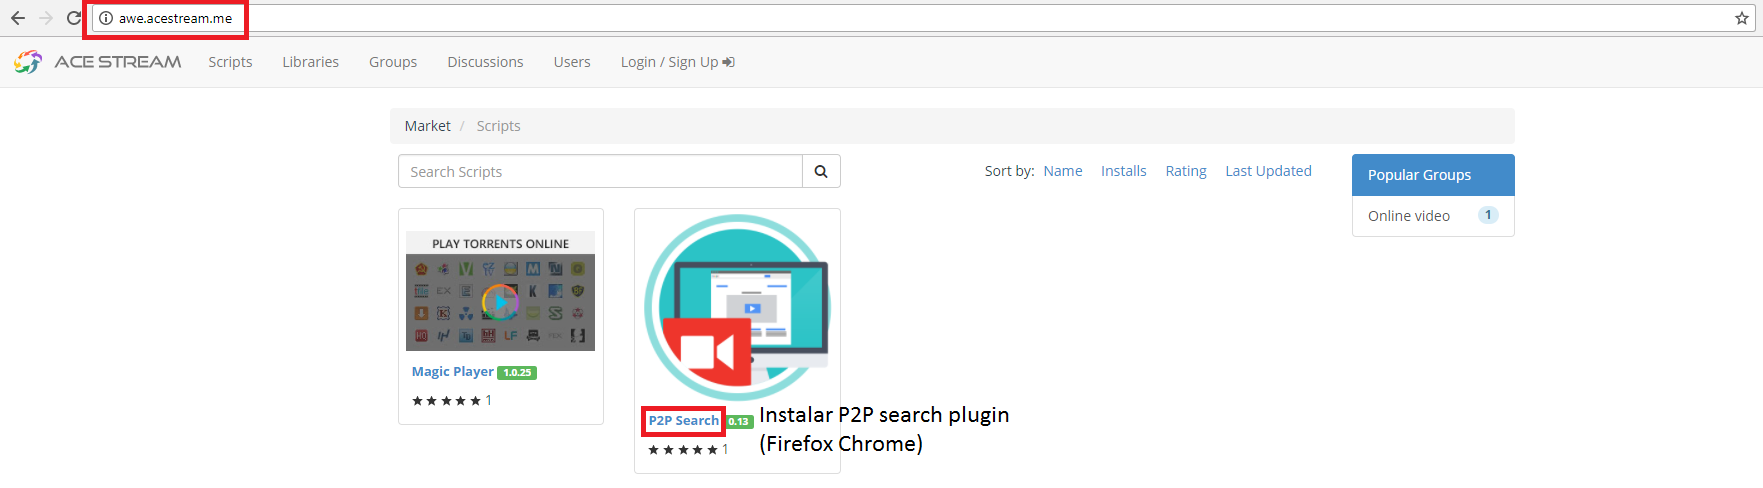 awe.acestream.me
ACE STREAM Scripts Libraries Groups Discussions Users Login / Sign Up
Market / Scripts
Search Scripts
Sort by: Name Installs Rating Last Updated
Popular Groups
Online video 1
PLAY TORRENTS ONLINE
Magic Player 1.0.25
1
P2P Search 0.13
1
Instalar P2P search plugin
(Firefox Chrome)